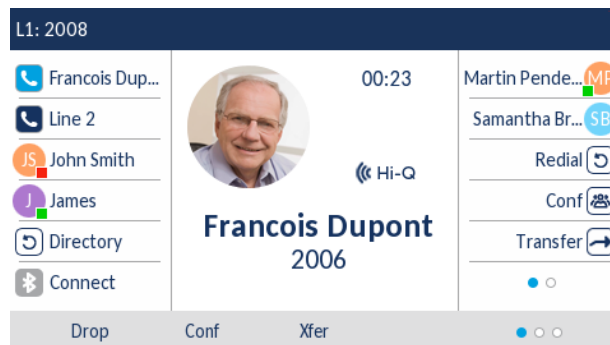 L1: 2008
Francois Dup...
Line 2
JS John Smith
J James
Directory
Connect
00:23
Hi-Q
Francois Dupont
2006
Martin Pende... MP
Samantha Br... SB
Redial
Conf
Transfer
Drop Conf Xfer